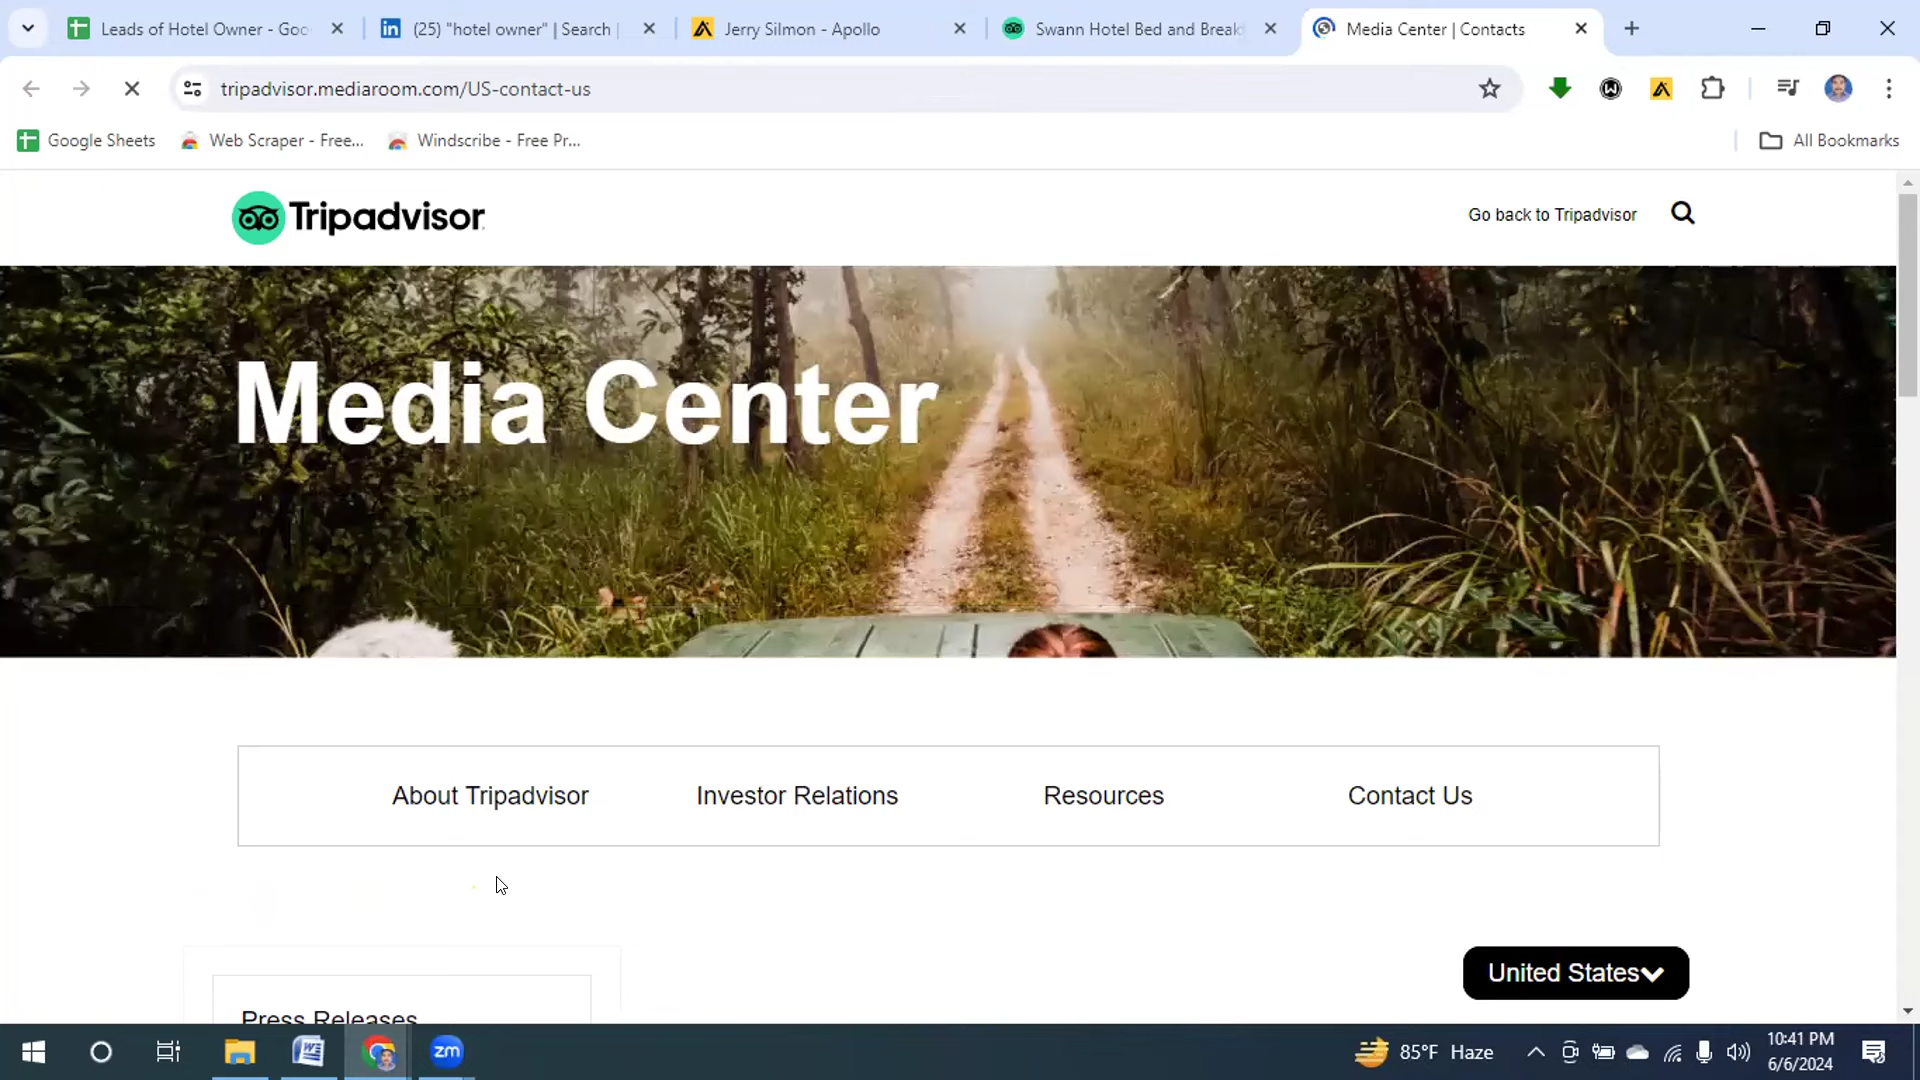 Leads of Hotel Owner - Goo
(25) "hotel owner" | Search |
Jerry Silmon - Apollo
Swann Hotel Bed and Break
Media Center | Contacts
tripadvisor.mediaroom.com/US-contact-us
Google Sheets
Web Scraper - Free...
Windscribe - Free Pr...
All Bookmarks
Tripadvisor
Go back to Tripadvisor
Media Center
About Tripadvisor
Investor Relations
Resources
Contact Us
United States
Press Releases
zm
85°F Haze
10:41 PM
6/6/2024